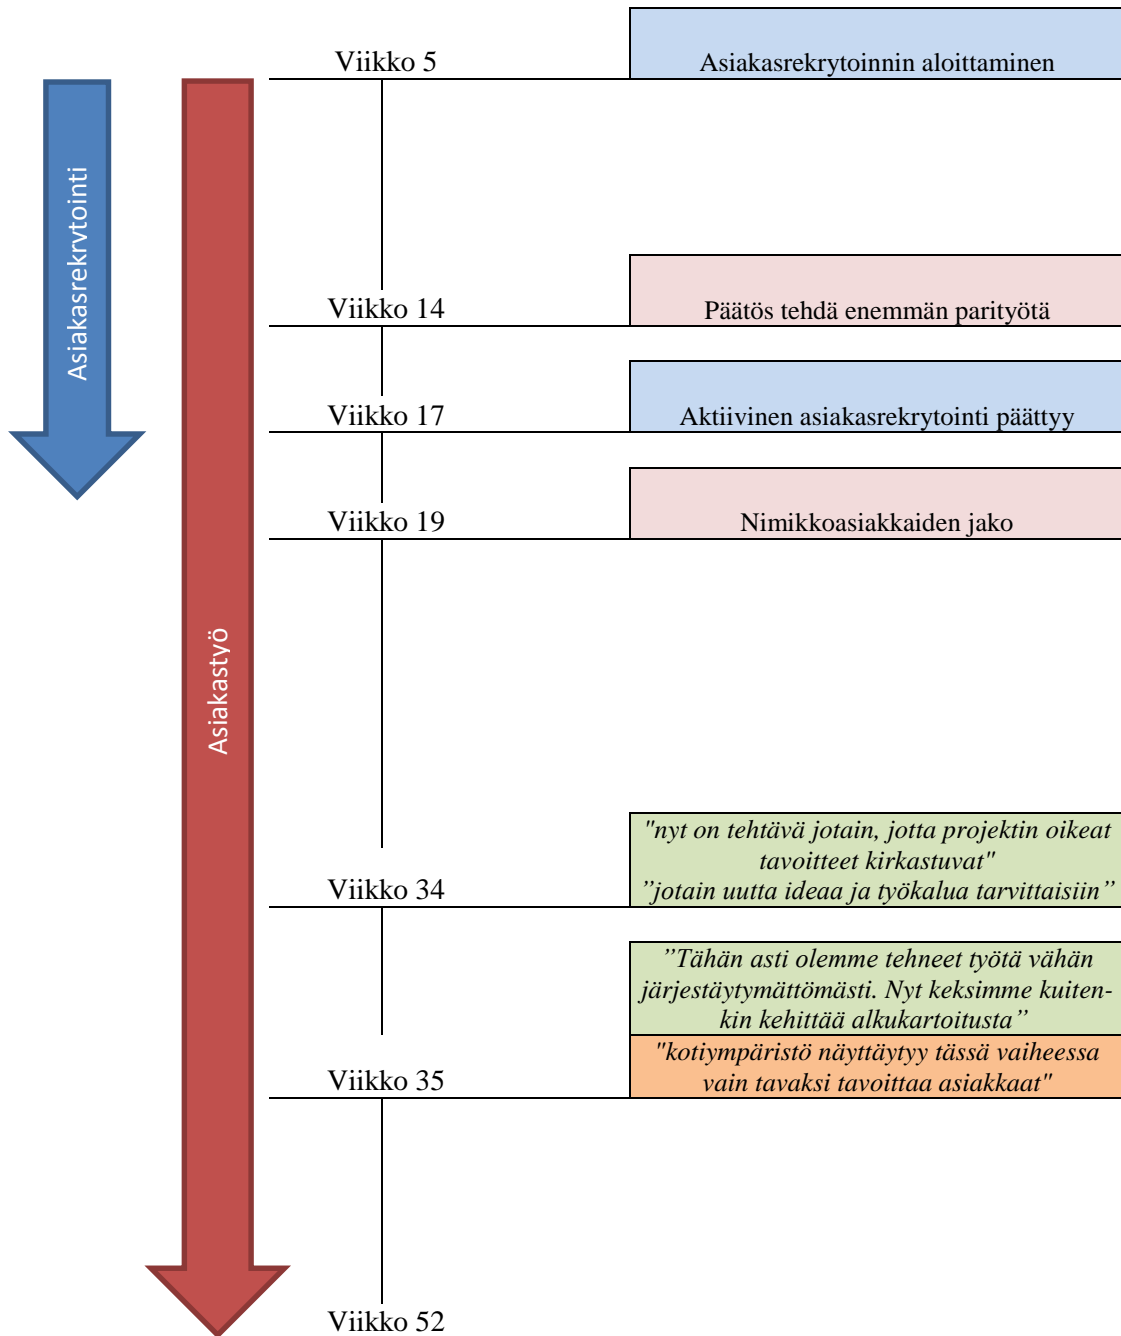 Viikko 5
Asiakasrekrytoinnin aloittaminen
Asiakasrekrytointi
Asiakastyö
Viikko 14
Päätös tehdä enemmän parityötä
Viikko 17
Aktiivinen asiakasrekrytointi päättyy
Viikko 19
Nimikkoasiakkaiden jako
"nyt on tehtävä jotain, jotta projektin oikeat
tavoitteet kirkastuvat"
”jotain uutta ideaa ja työkalua tarvittaisiin”
Viikko 34
”Tähän asti olemme tehneet työtä vähän
järjestäytymättömästi. Nyt keksimme kuiten-
kin kehittää alkukartoitusta”
"kotiympäristö näyttäytyy tässä vaiheessa
vain tavaksi tavoittaa asiakkaat"
Viikko 35
Viikko 52